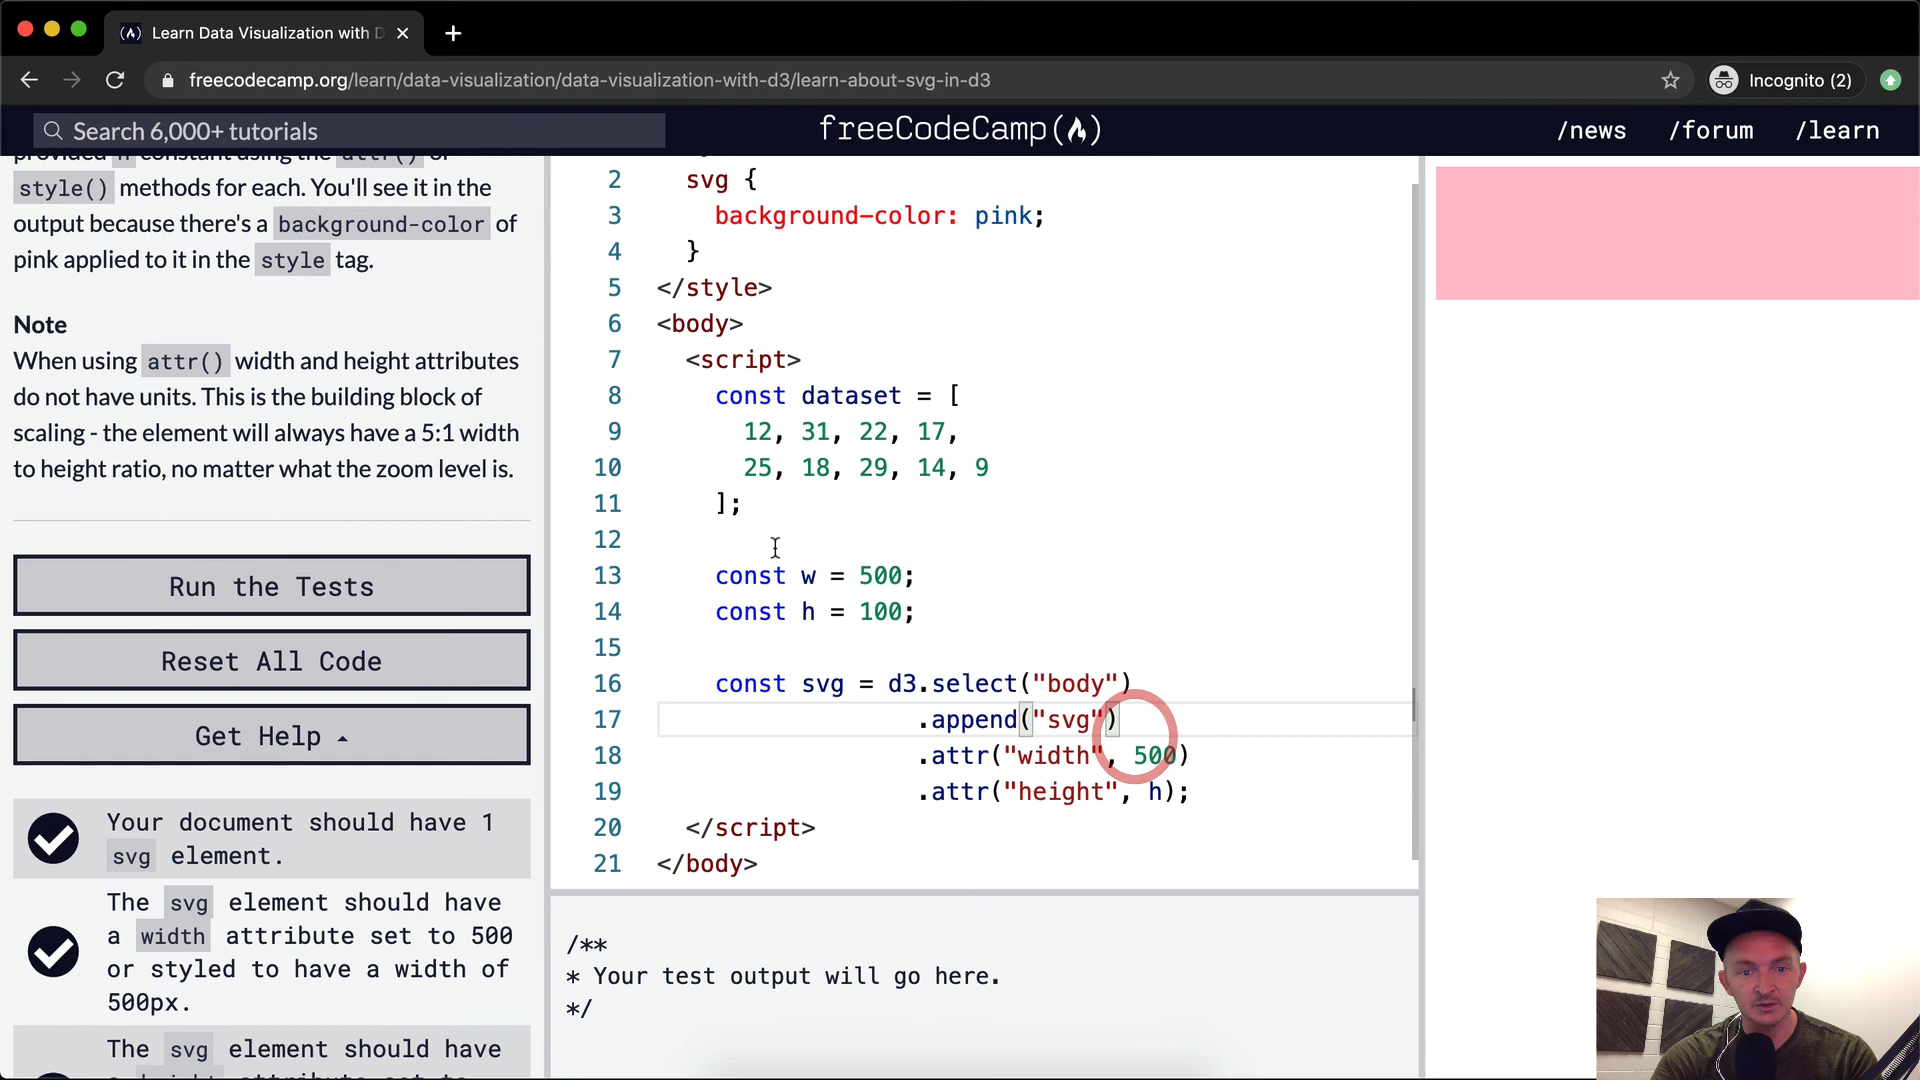 Learn Data Visualization with D
freecodecamp.org/learn/data-visualization/data-visualization-with-d3/learn-about-svg-in-d3
Incognito (2)
Search 6,000+ tutorials
freeCodeCamp
/news
/forum
/learn
provided h constant using the attr() or
style() methods for each. You'll see it in the
output because there's a background-color of
pink applied to it in the style tag.
Note
When using attr() width and height attributes
do not have units. This is the building block of
scaling - the element will always have a 5:1 width
to height ratio, no matter what the zoom level is.
Run the Tests
Reset All Code
Get Help
Your document should have 1
svg element.
The svg element should have
a width attribute set to 500
or styled to have a width of
500px.
The svg element should have
2 svg {
3 background-color: pink;
4 }
5 </style>
6 <body>
7 <script>
8 const dataset = [
9 12, 31, 22, 17,
10 25, 18, 29, 14, 9
11 ];
12
13 const w = 500;
14 const h = 100;
15
16 const svg = d3.select("body")
17 .append("svg")
18 .attr("width", 500)
19 .attr("height", h);
20 </script>
21 </body>
/**
* Your test output will go here.
*/